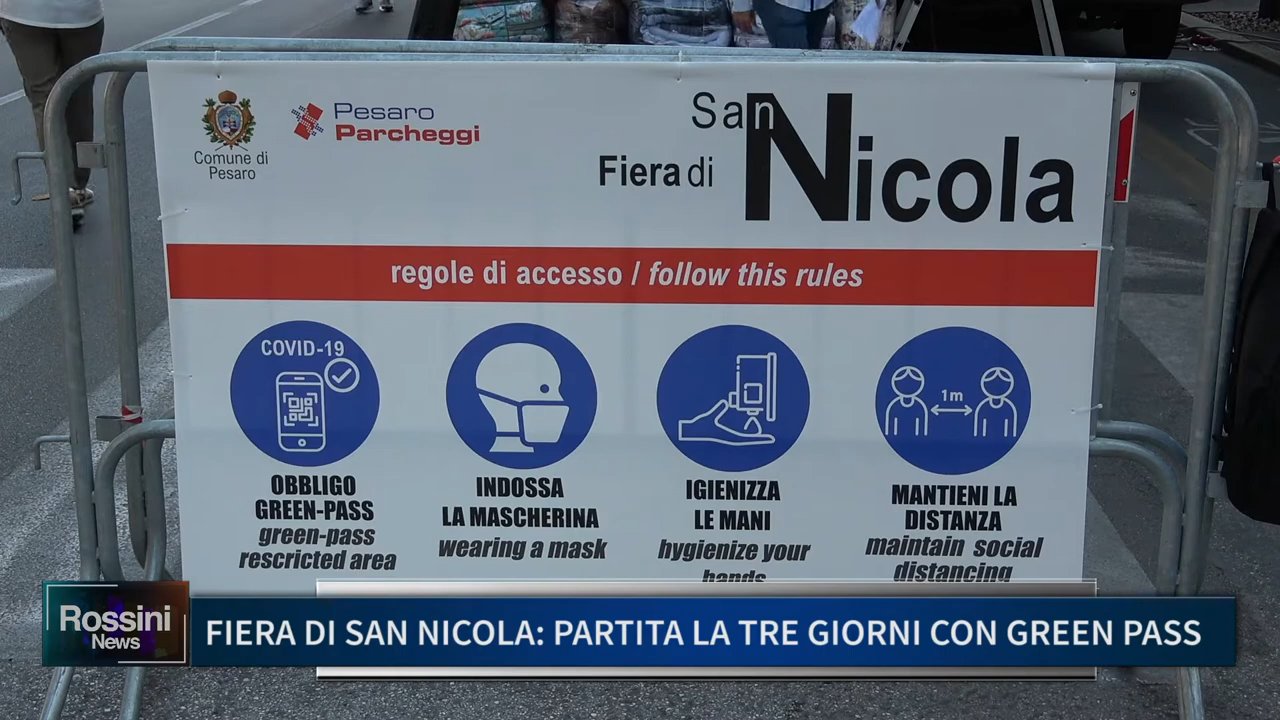 Comune di
Pesaro
Pesaro
Parcheggi
San
Fiera di Nicola
regole di accesso / follow this rules
COVID-19
1m
OBBLIGO
GREEN-PASS
green-pass
rescricted area
INDOSSA
LA MASCHERINA
wearing a mask
IGIENIZZA
LE MANI
hygienize your
hands
MANTIENI LA
DISTANZA
maintain social
distancing
Rossini
News
FIERA DI SAN NICOLA: PARTITA LA TRE GIORNI CON GREEN PASS